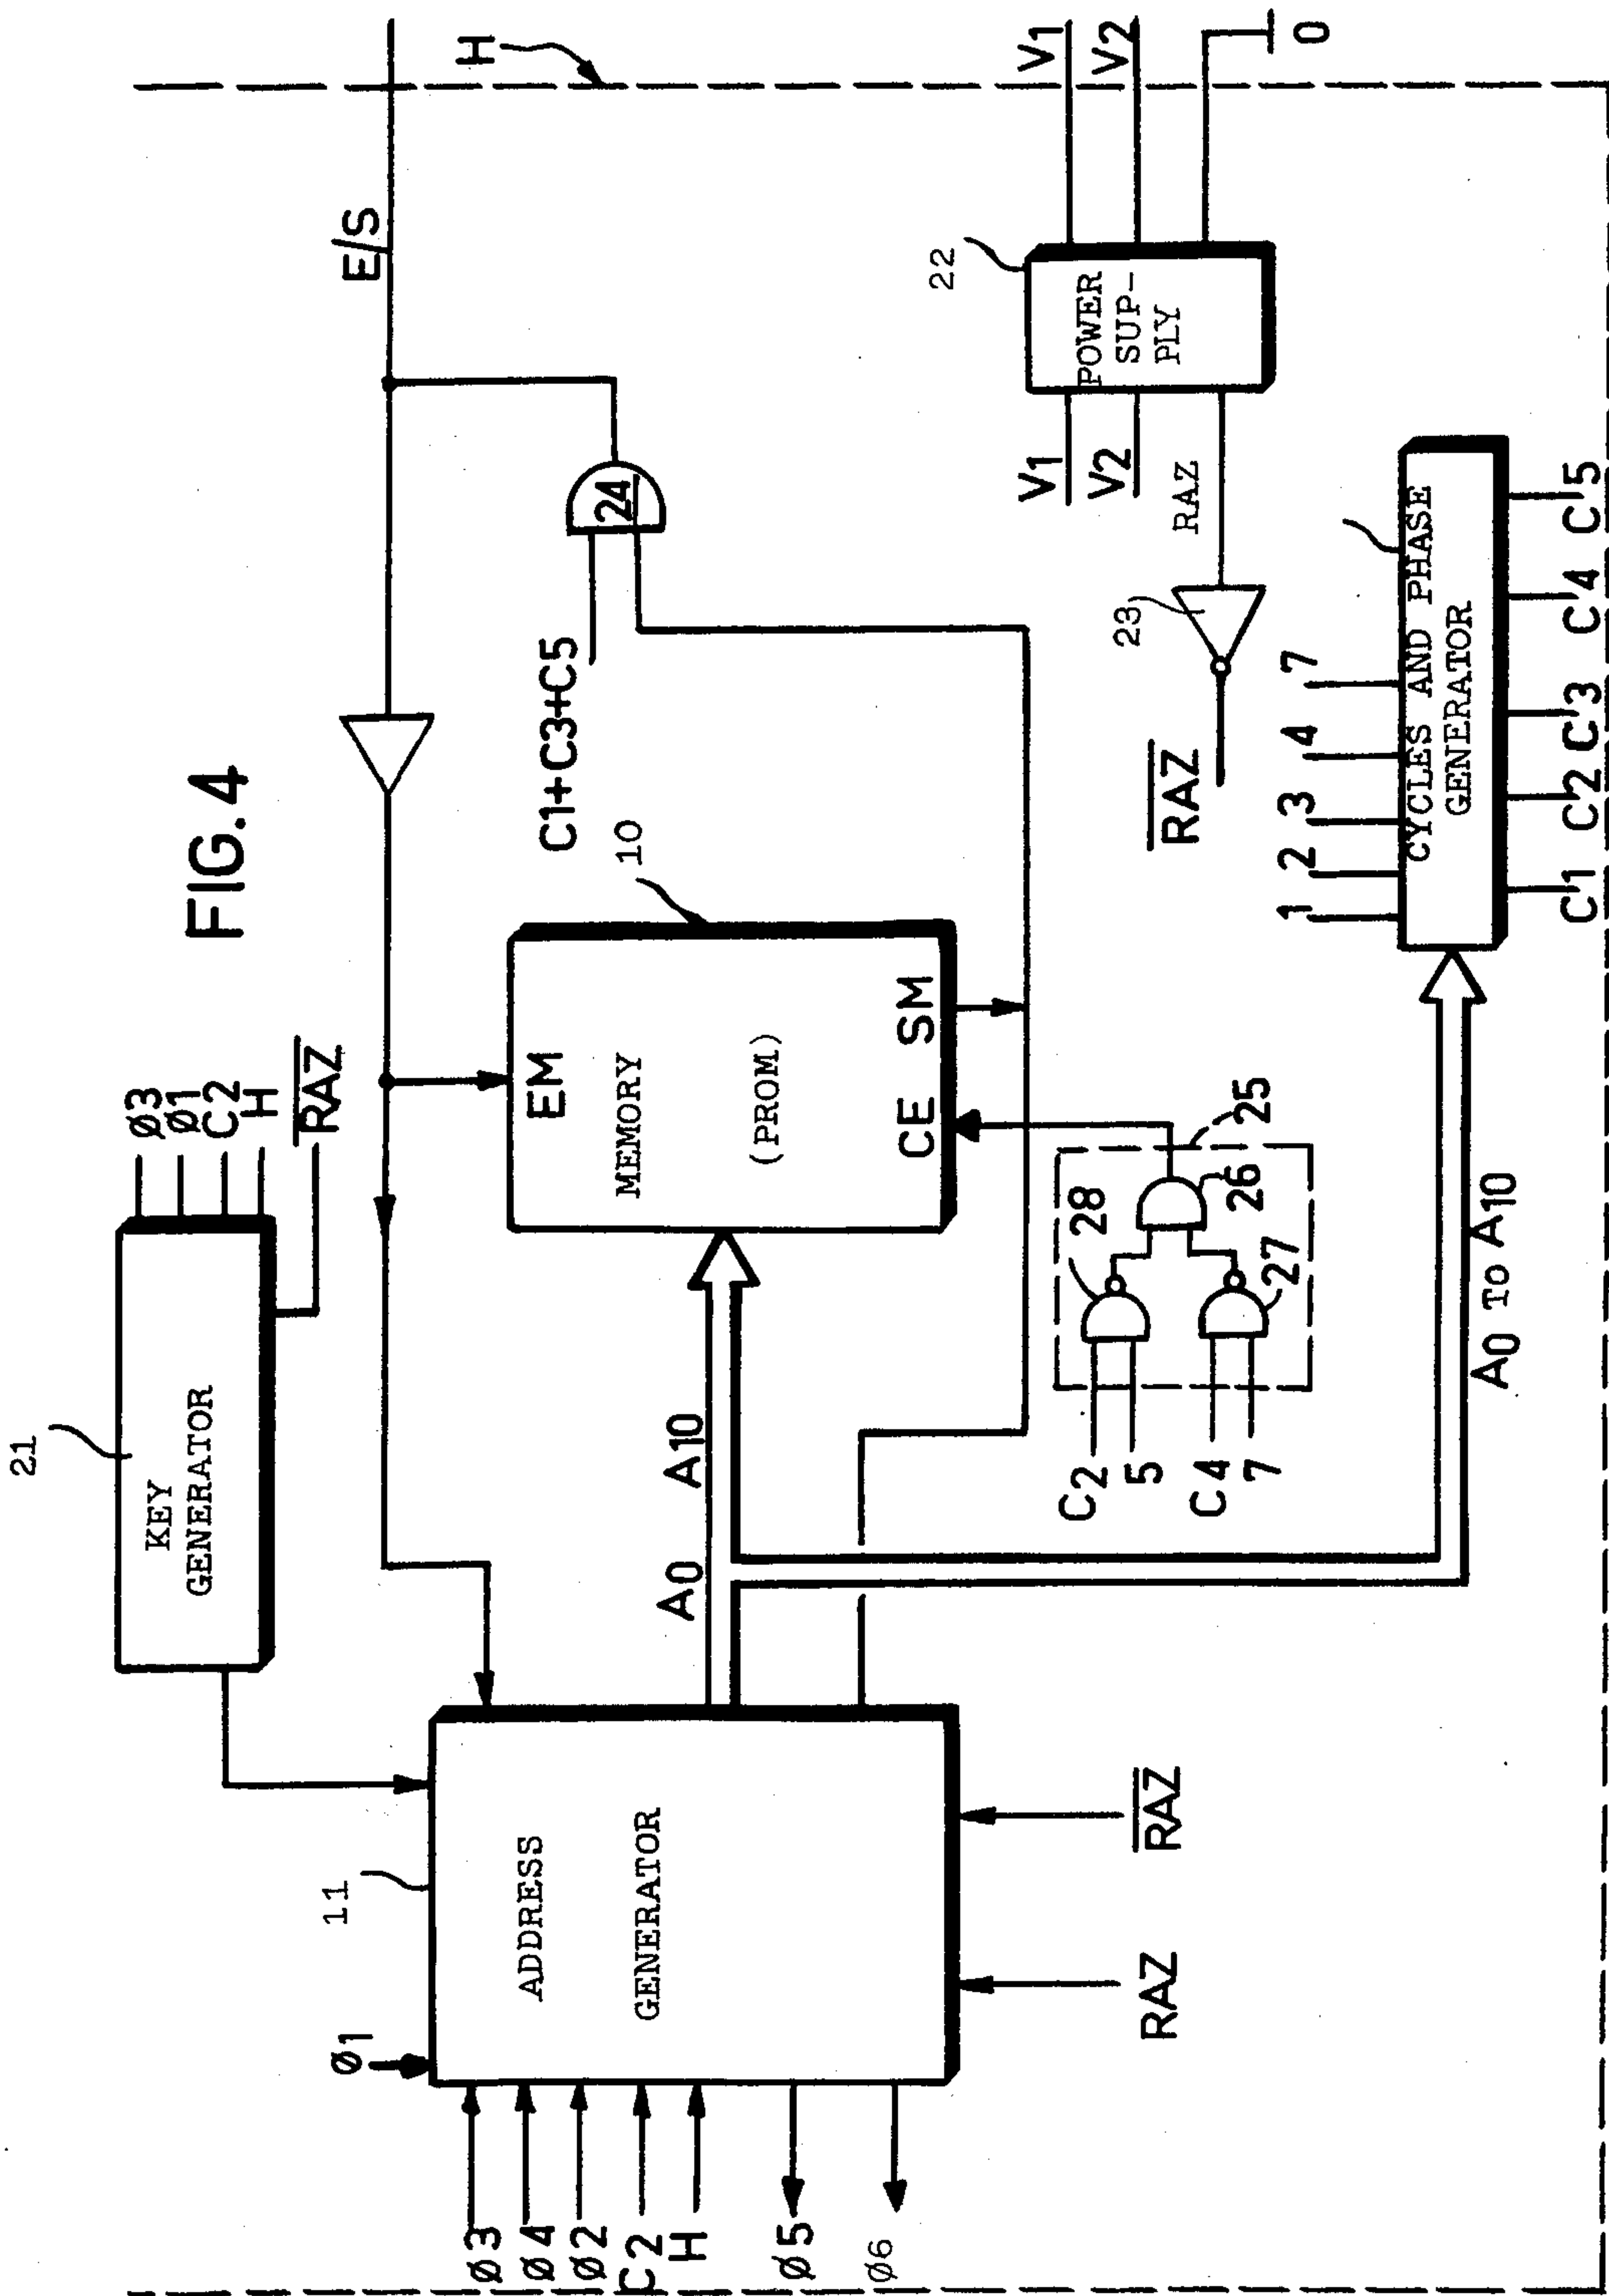 FIG. 4
21
KEY
GENERATOR
Ø3
Ø1
C2
H
RAZ
E/S
H
11
ADDRESS
GENERATOR
Ø1
Ø3
Ø4
Ø2
C2
H
Ø5
Ø6
RAZ
RAZ
A0 A10
10
EM
MEMORY
(PROM)
CE SM
C1+C3+C5
24
25
28
26
27
C2
5
C4
7
22
POWER
SUP-
PLY
V1
V2
0
V1
V2
RAZ
23
RAZ
1 2 3 4 7
CYCLES AND PHASE
GENERATOR
C'1 C'2 C'3 C'4 C'5
A0 TO A10